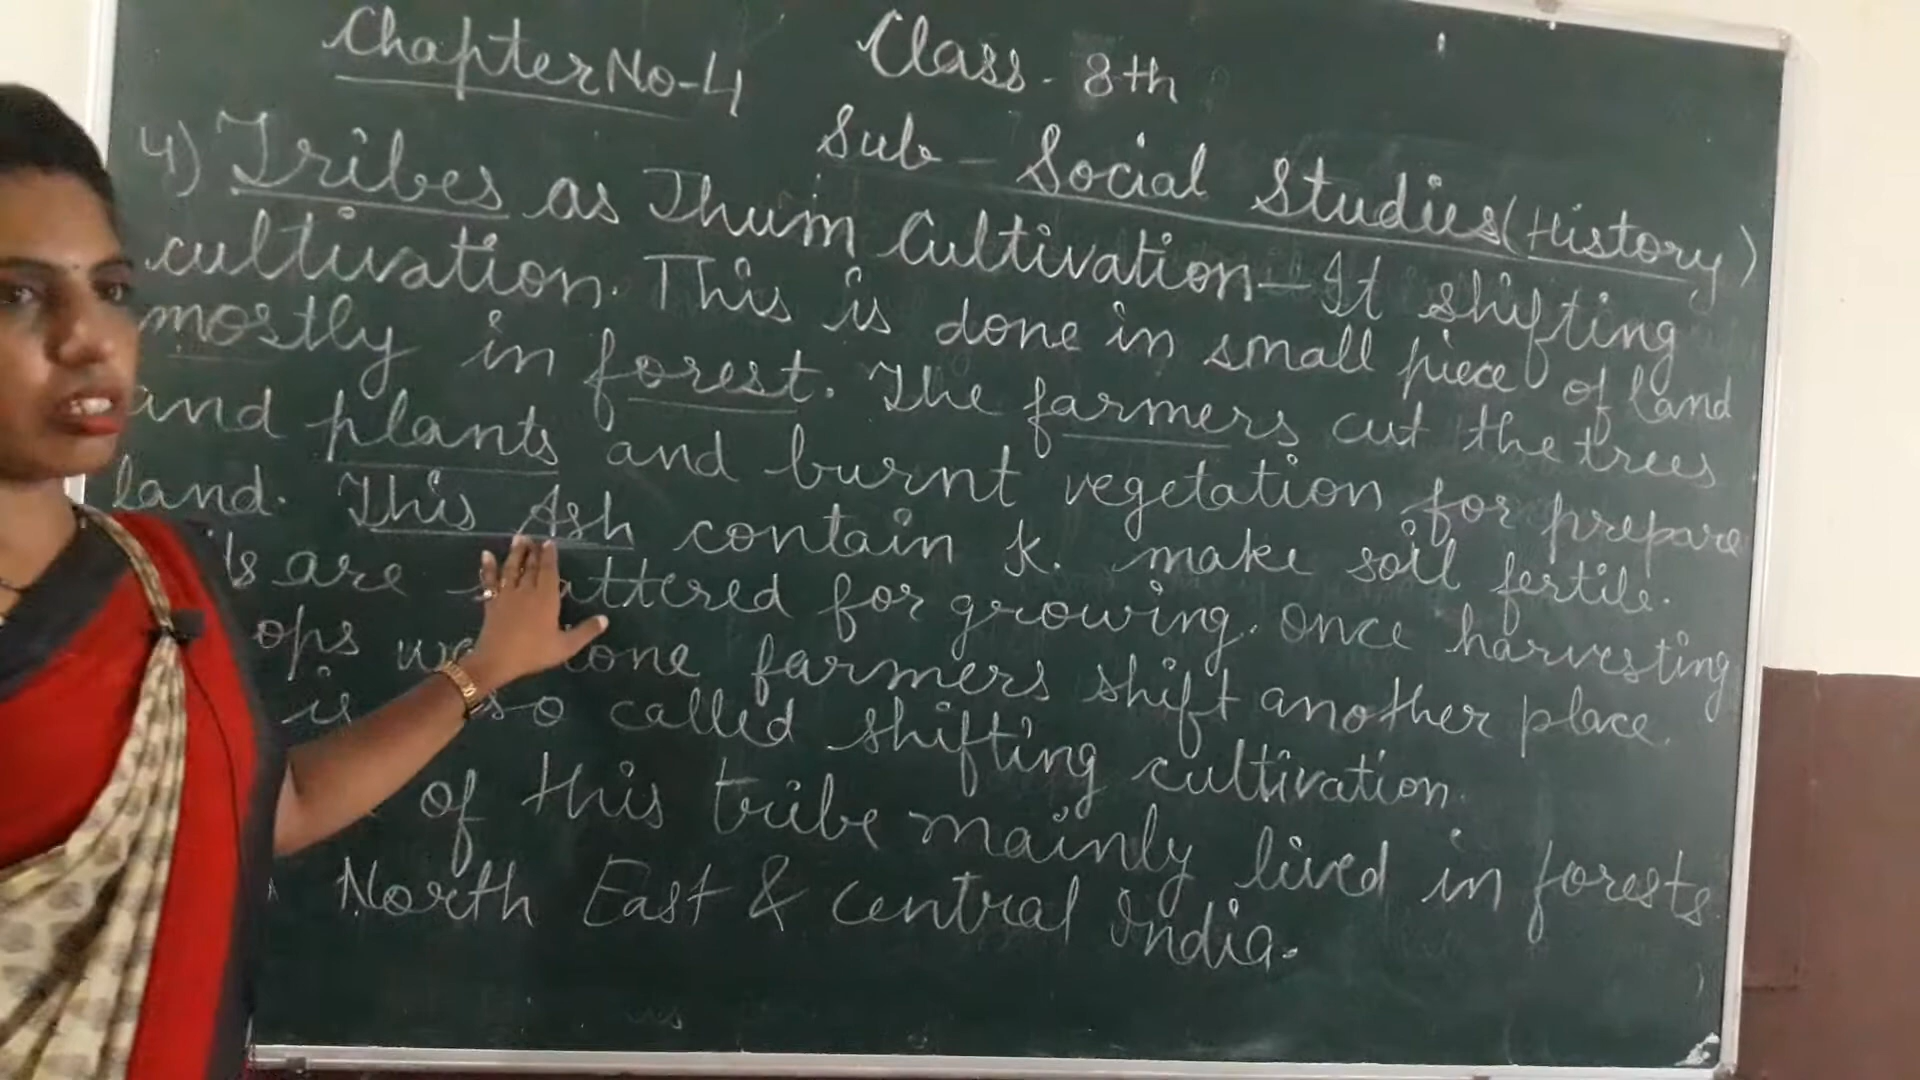 Chapter No-4
Class - 8th
Sub - Social Studies (History)
4) Tribes as Jhum Cultivation - It shifting
cultivation. This is done in small piece of land
mostly in forest. The farmers cut the trees
and plants and burnt vegetation for prepare
land. This Ash contain k. make soil fertile.
are scattered for growing. once harvesting
farmers shift another place.
is called shifting cultivation.
of this tribe mainly lived in forests
North East & central India.